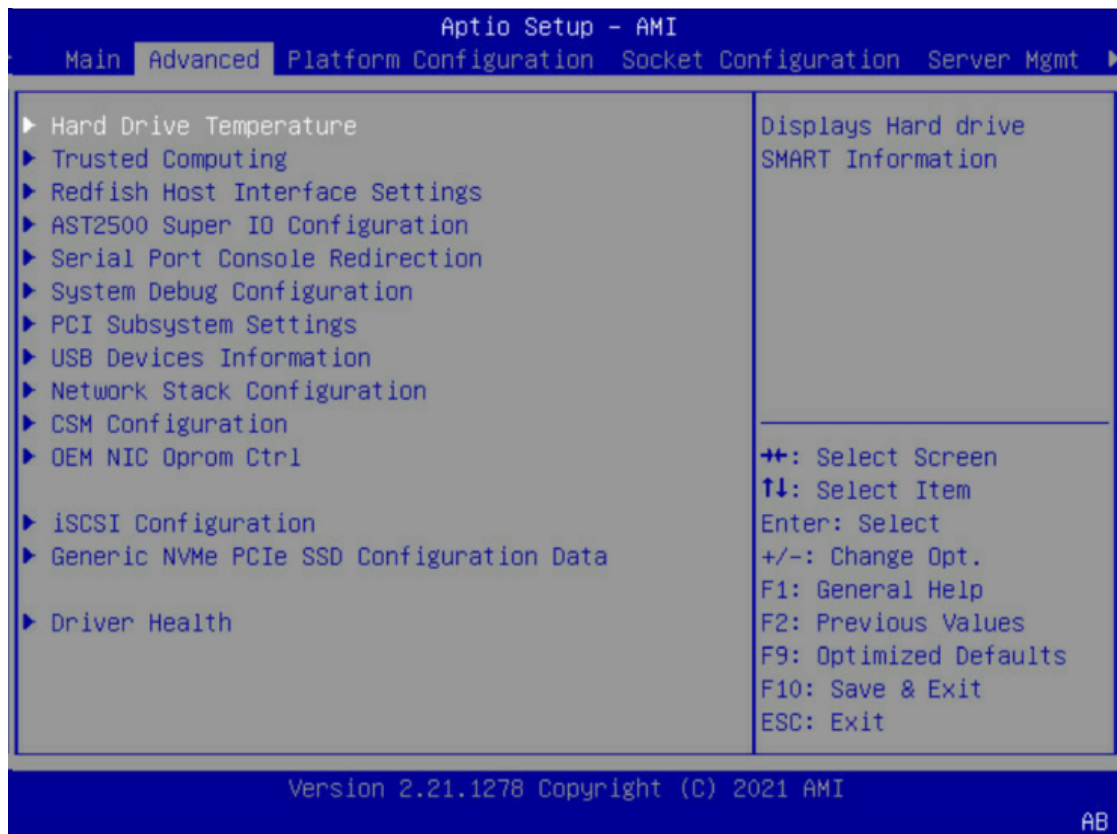 Aptio Setup – AMI
Main Advanced Platform Configuration Socket Configuration Server Mgmt
Hard Drive Temperature
Trusted Computing
Redfish Host Interface Settings
AST2500 Super IO Configuration
Serial Port Console Redirection
System Debug Configuration
PCI Subsystem Settings
USB Devices Information
Network Stack Configuration
CSM Configuration
OEM NIC Oprom Ctrl
iSCSI Configuration
Generic NVMe PCIe SSD Configuration Data
Driver Health
Displays Hard drive
SMART Information
→←: Select Screen
↑↓: Select Item
Enter: Select
+/-: Change Opt.
F1: General Help
F2: Previous Values
F9: Optimized Defaults
F10: Save & Exit
ESC: Exit
Version 2.21.1278 Copyright (C) 2021 AMI
AB